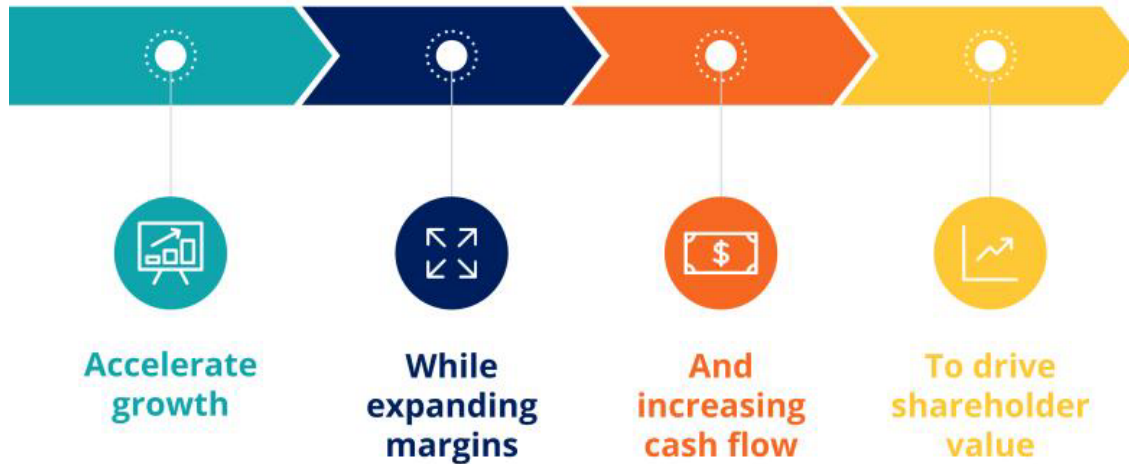 $
Accelerate
growth
While
expanding
margins
And
increasing
cash flow
To drive
shareholder
value